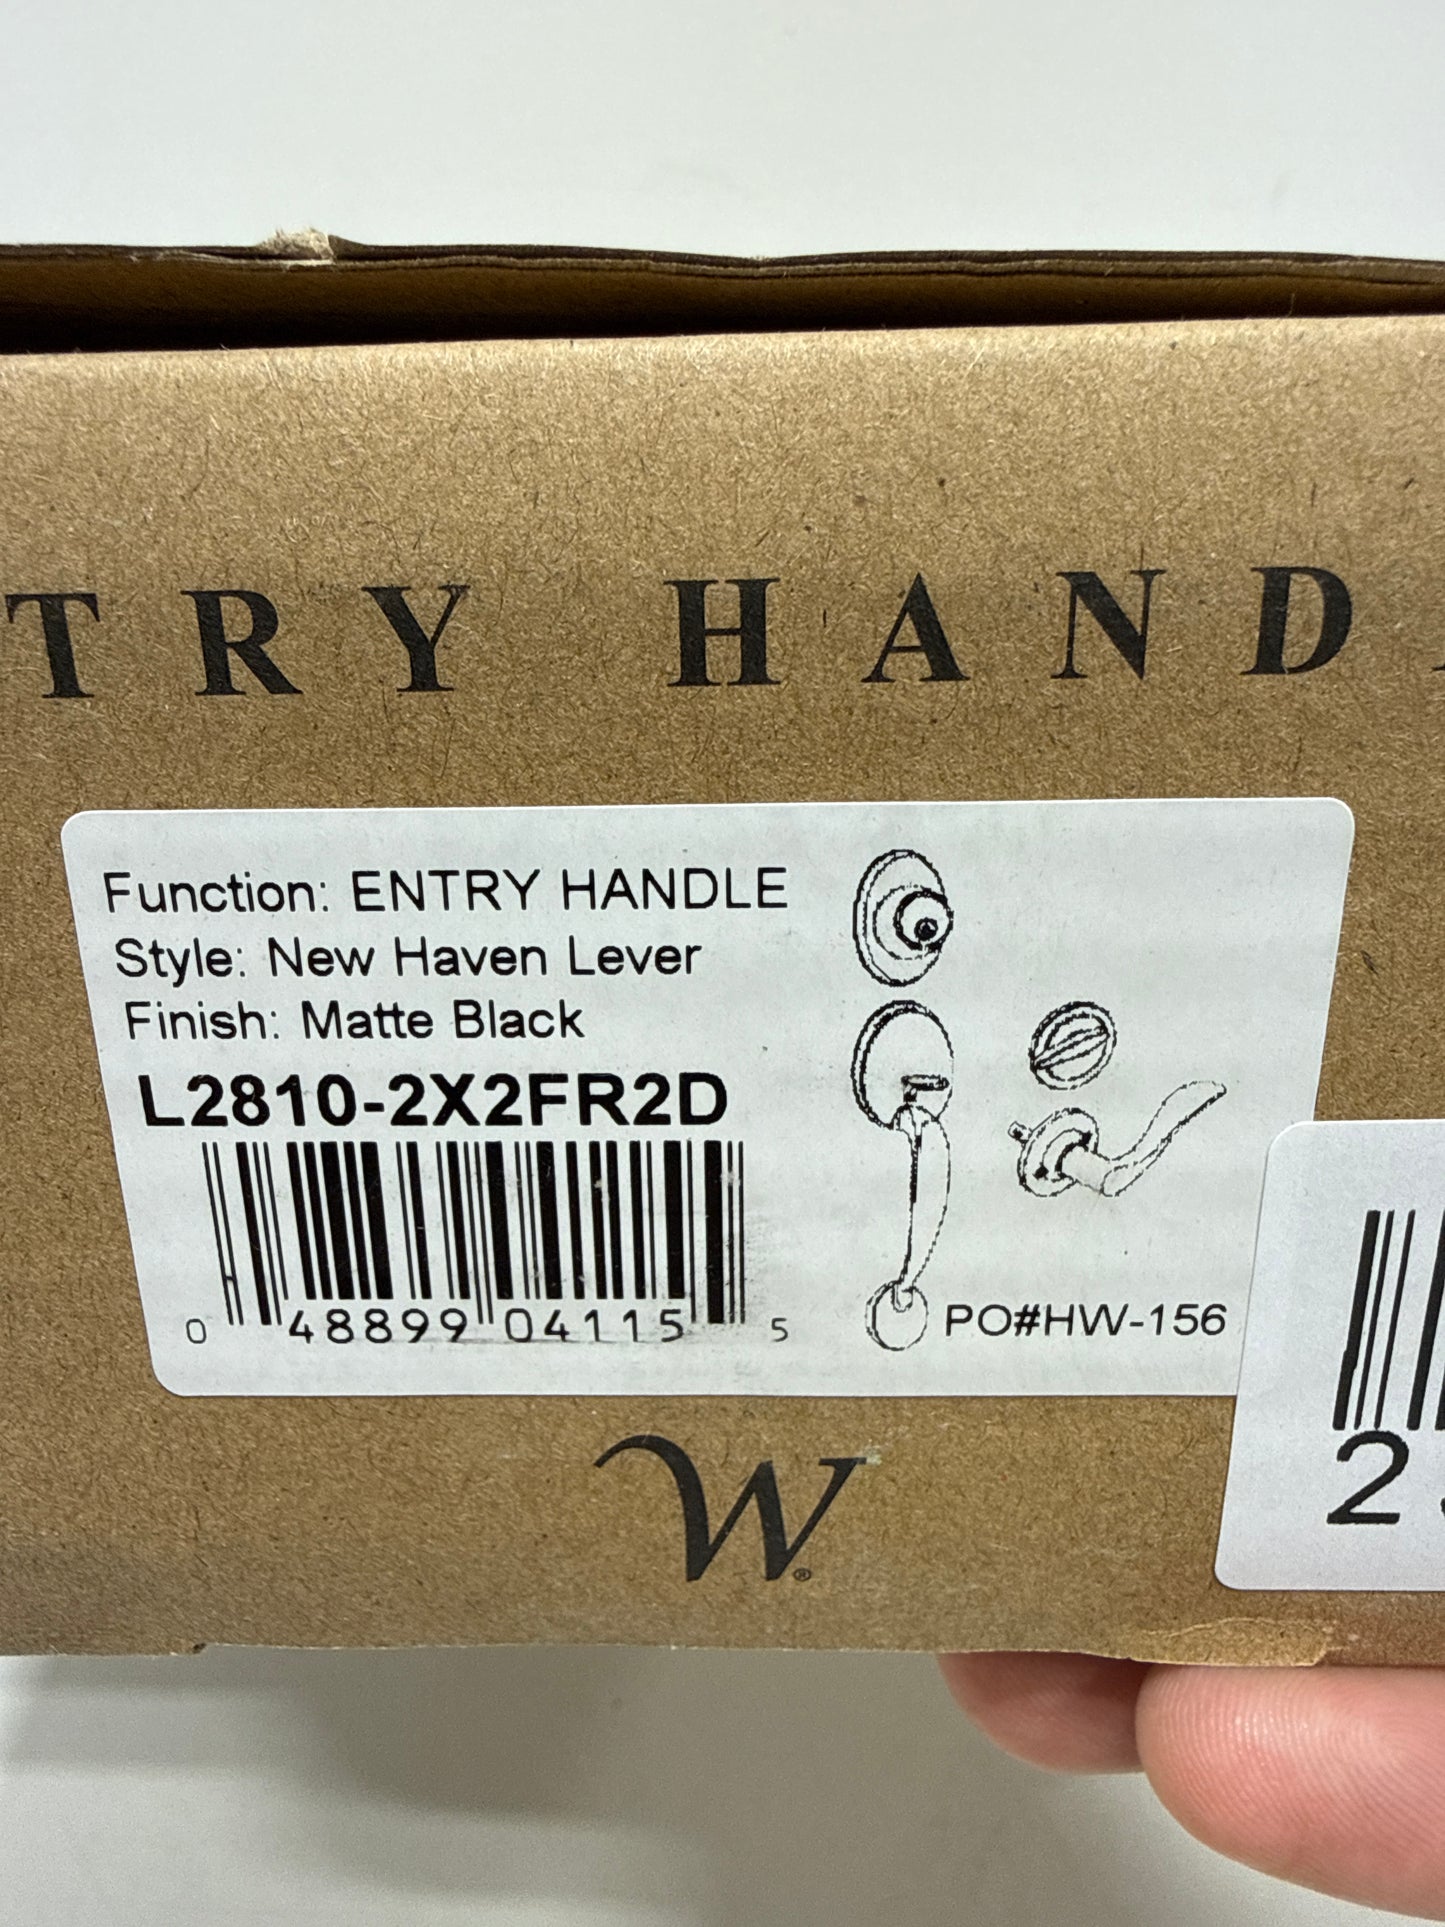 TRY HAND
Function: ENTRY HANDLE
Style: New Haven Lever
Finish: Matte Black
L2810-2X2FR2D
0 48899 04115 5
PO#HW-156
W®
2